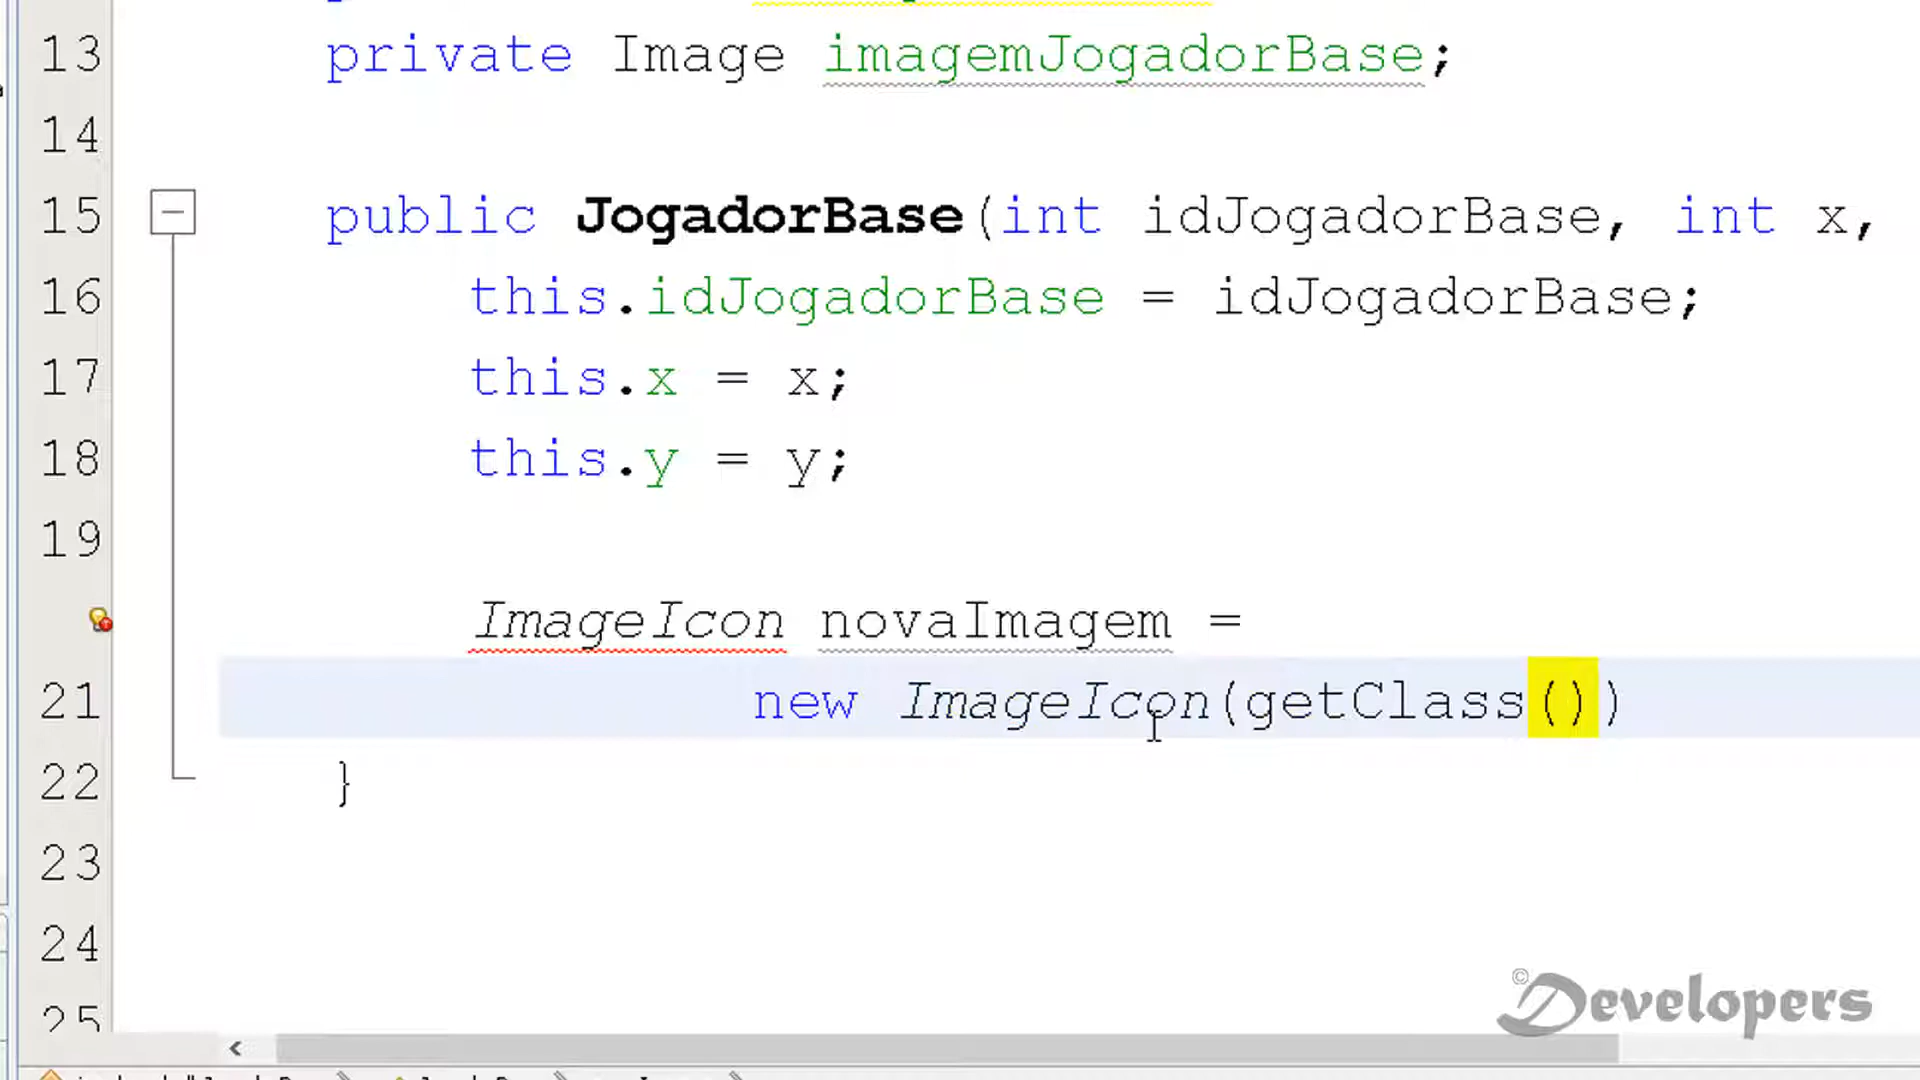 13 private Image imagemJogadorBase;
14
15 public JogadorBase(int idJogadorBase, int x,
16 this.idJogadorBase = idJogadorBase;
17 this.x = x;
18 this.y = y;
19
ImageIcon novaImagem =
21 new ImageIcon(getClass())
22 }
23
24
25
©Developers